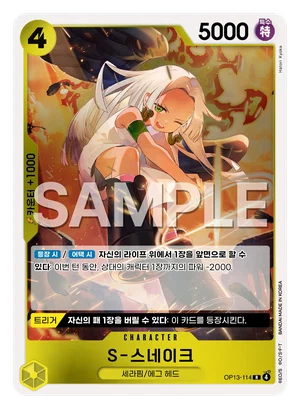 4
5000
특수
特
카운터 +1000
SAMPLE
등장 시 / 어택 시 자신의 라이프 위에서 1장을 앞면으로 할 수
있다: 이번 턴 동안, 상대의 캐릭터 1장까지의 파워 -2000.
트리거 자신의 패 1장을 버릴 수 있다: 이 카드를 등장시킨다.
CHARACTER
S-스네이크
세라핌/에그 헤드
OP13-114 R
BANDAI MADE IN KOREA